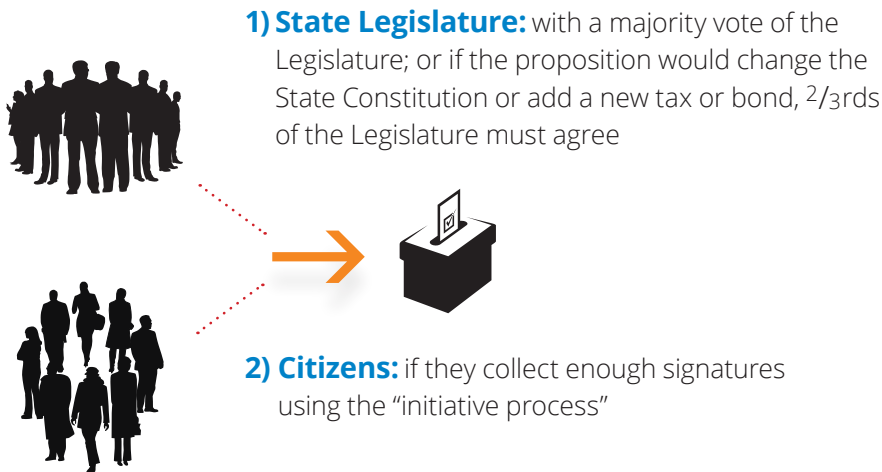 1) State Legislature: with a majority vote of the
Legislature; or if the proposition would change the
State Constitution or add a new tax or bond, 2/3rds
of the Legislature must agree
2) Citizens: if they collect enough signatures
using the “initiative process”